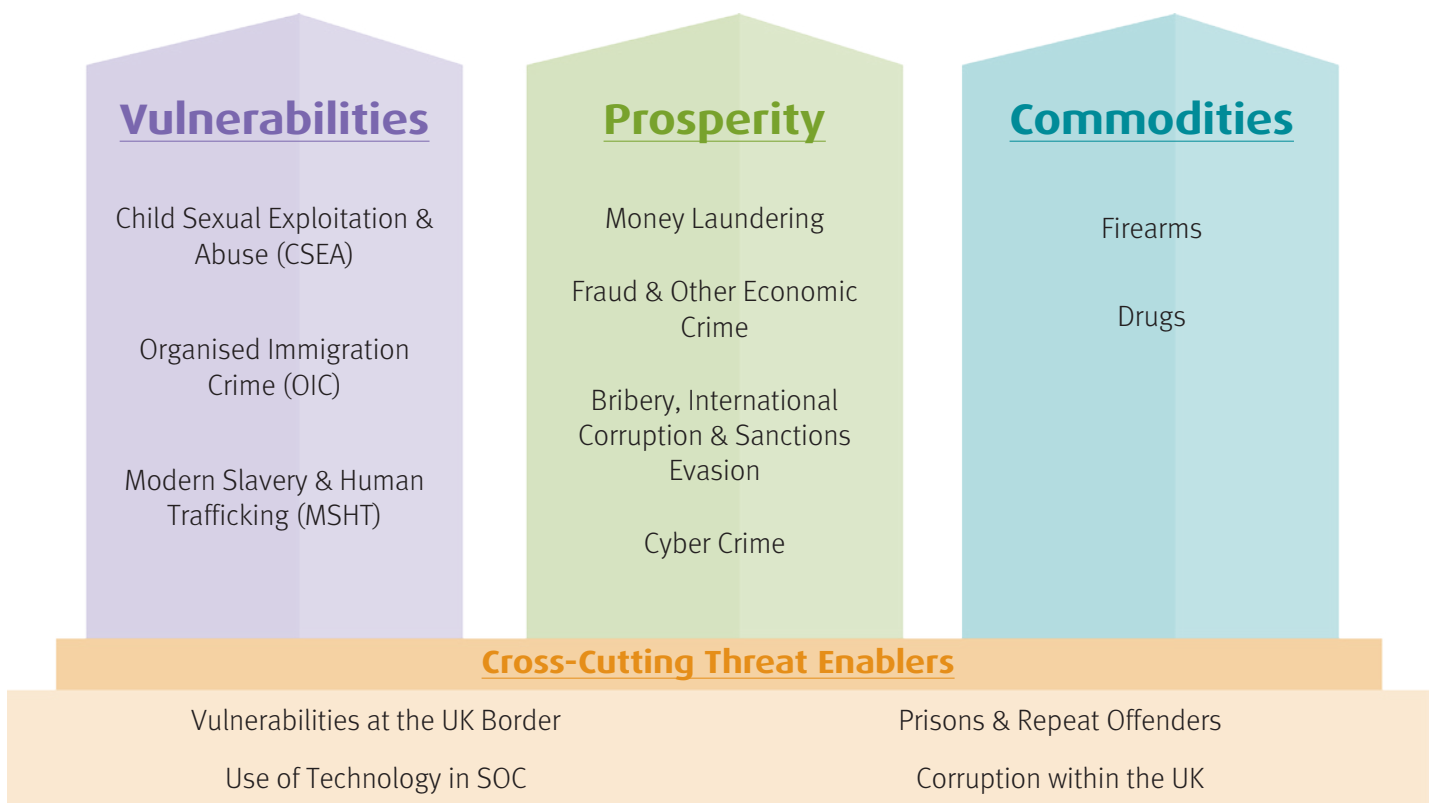 Vulnerabilities
Child Sexual Exploitation &
Abuse (CSEA)
Organised Immigration
Crime (OIC)
Modern Slavery & Human
Trafficking (MSHT)
Prosperity
Money Laundering
Fraud & Other Economic
Crime
Bribery, International
Corruption & Sanctions
Evasion
Cyber Crime
Commodities
Firearms
Drugs
Cross-Cutting Threat Enablers
Vulnerabilities at the UK Border
Use of Technology in SOC
Prisons & Repeat Offenders
Corruption within the UK